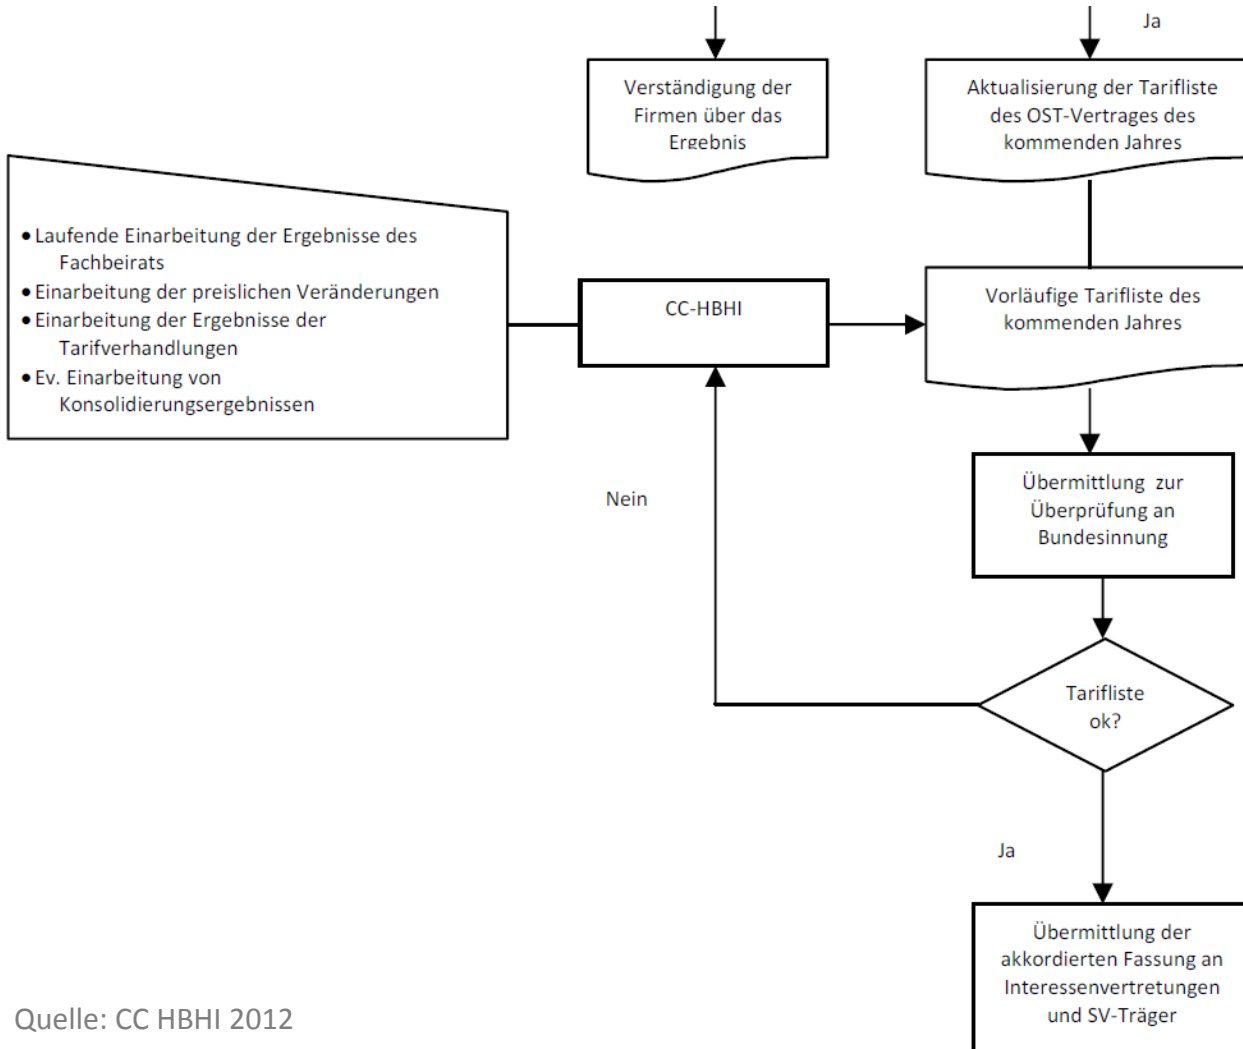 Ja
Verständigung der
Firmen über das
Ergebnis
Aktualisierung der Tarifliste
des OST-Vertrages des
kommenden Jahres
• Laufende Einarbeitung der Ergebnisse des
Fachbeirats
• Einarbeitung der preislichen Veränderungen
• Einarbeitung der Ergebnisse der
Tarifverhandlungen
• Ev. Einarbeitung von
Konsolidierungsergebnissen
CC-HBHI
Vorläufige Tarifliste des
kommenden Jahres
Übermittlung zur
Überprüfung an
Bundesinnung
Nein
Tarifliste
ok?
Ja
Übermittlung der
akkordierten Fassung an
Interessenvertretungen
und SV-Träger
Quelle: CC HBHI 2012